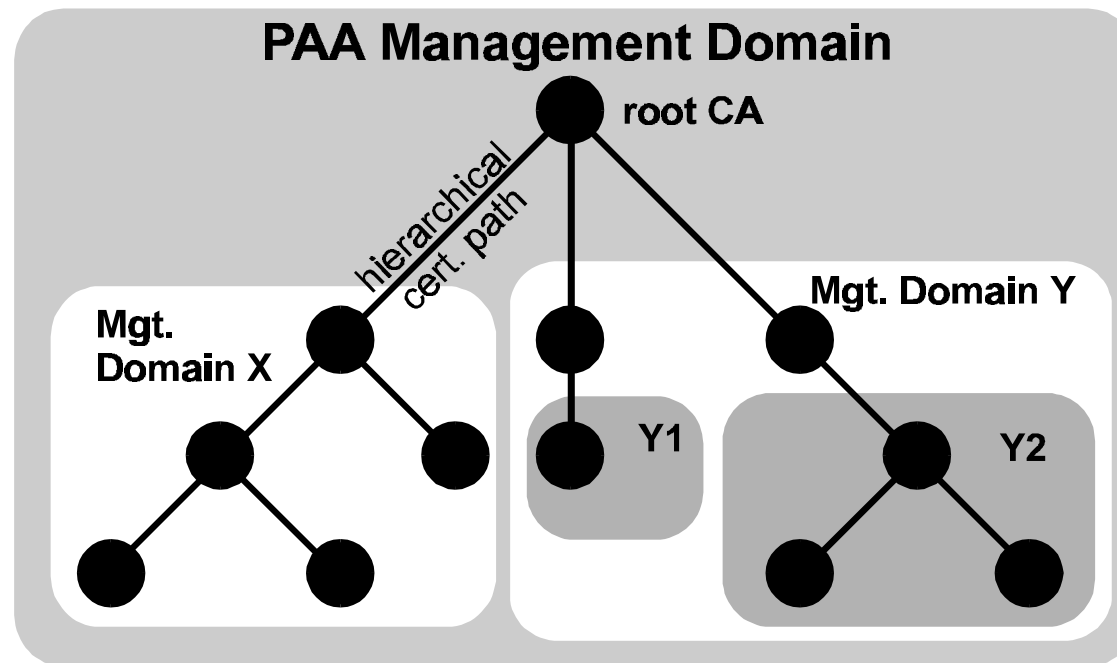 PAA Management Domain
root CA
hierarchical
cert. path
Mgt. Domain Y
Mgt.
Domain X
Y1
Y2